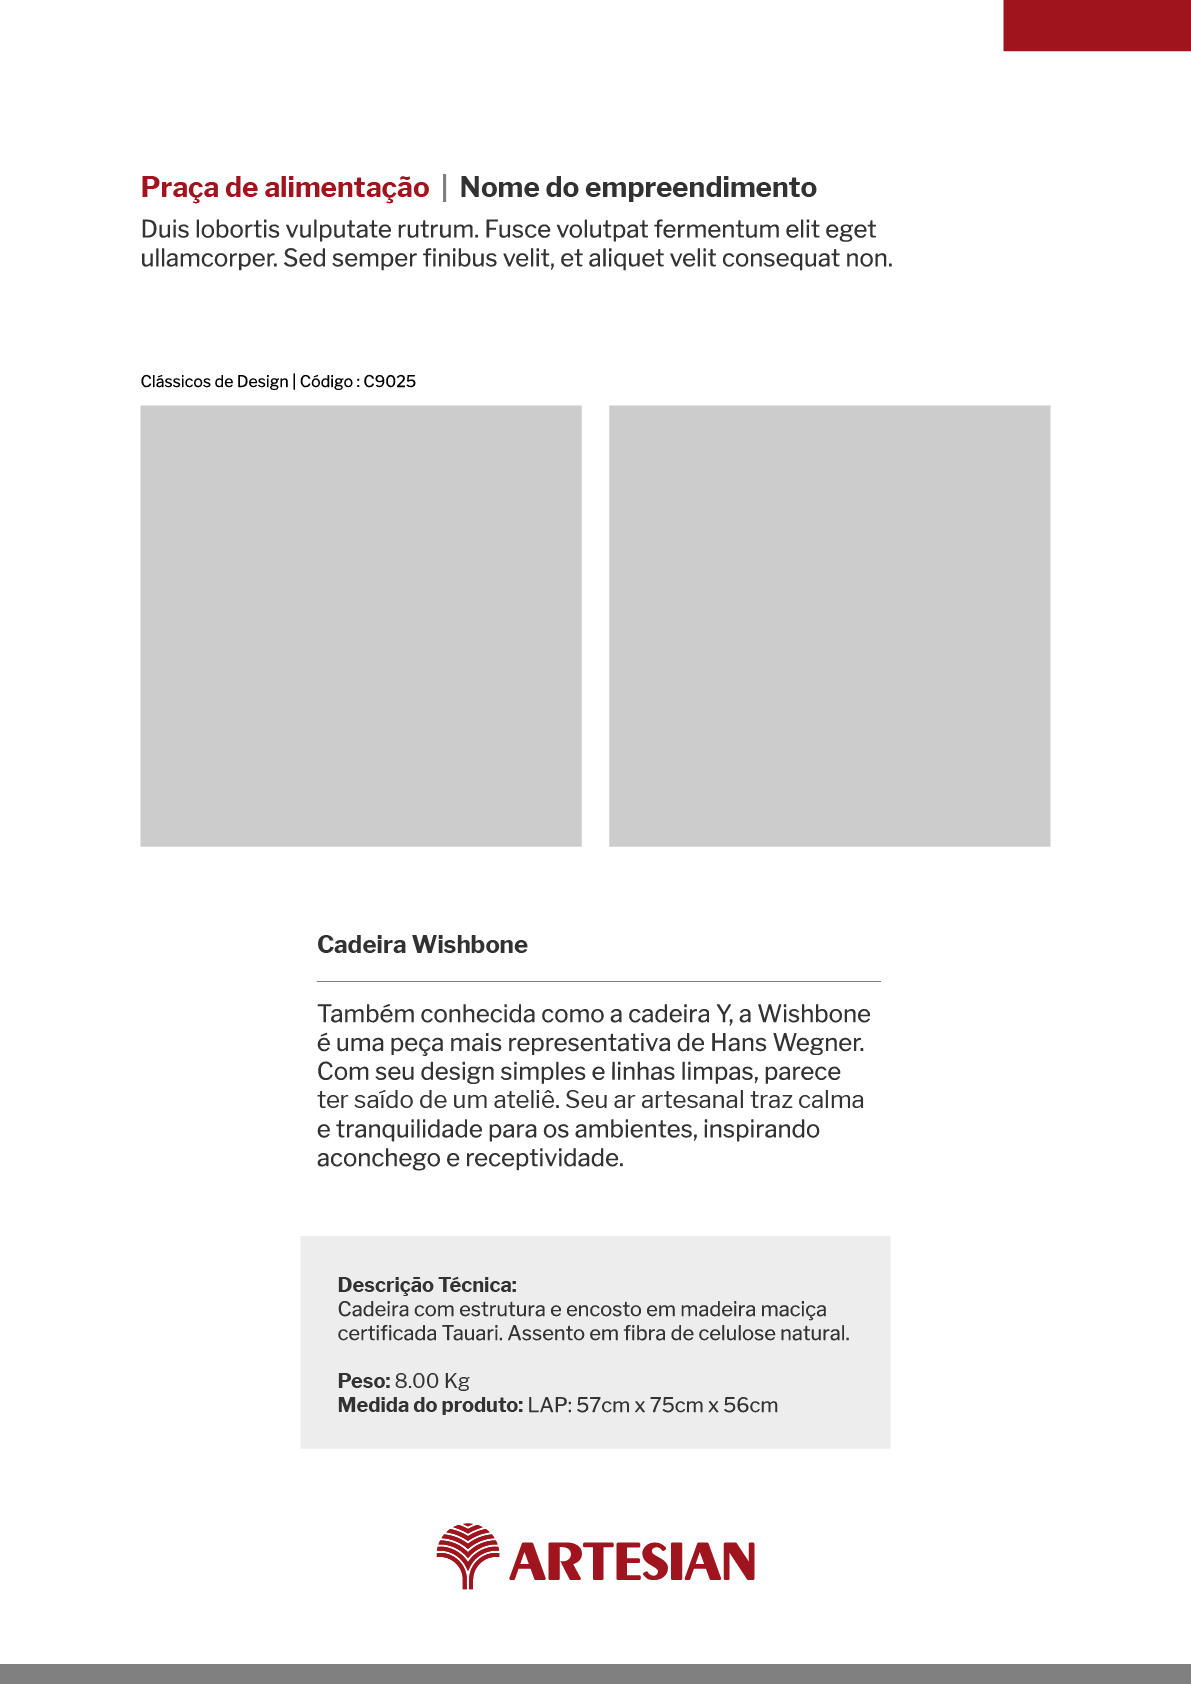 Praça de alimentação | Nome do empreendimento
Duis lobortis vulputate rutrum. Fusce volutpat fermentum elit eget
ullamcorper. Sed semper finibus velit, et aliquet velit consequat non.
Clássicos de Design | Código : C9025
Cadeira Wishbone
Também conhecida como a cadeira Y, a Wishbone
é uma peça mais representativa de Hans Wegner.
Com seu design simples e linhas limpas, parece
ter saído de um ateliê. Seu ar artesanal traz calma
e tranquilidade para os ambientes, inspirando
aconchego e receptividade.
Descrição Técnica:
Cadeira com estrutura e encosto em madeira maciça
certificada Tauari. Assento em fibra de celulose natural.
Peso: 8.00 Kg
Medida do produto: LAP: 57cm x 75cm x 56cm
ARTESIAN